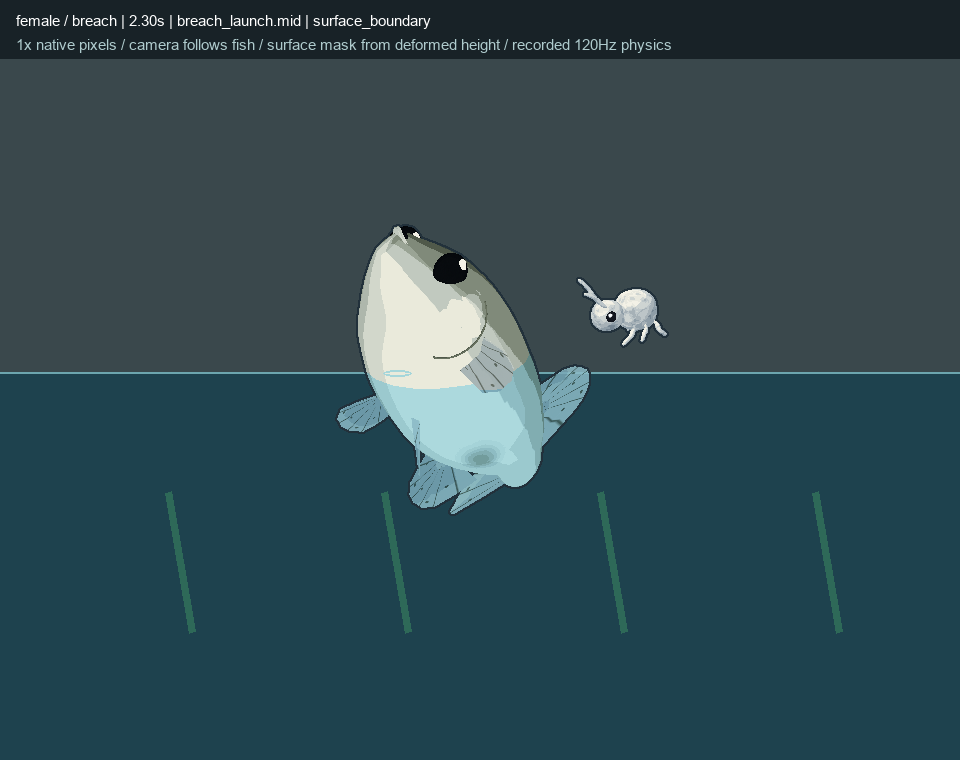 female / breach | 2.30s | breach_launch.mid | surface_boundary
1x native pixels / camera follows fish / surface mask from deformed height / recorded 120Hz physics